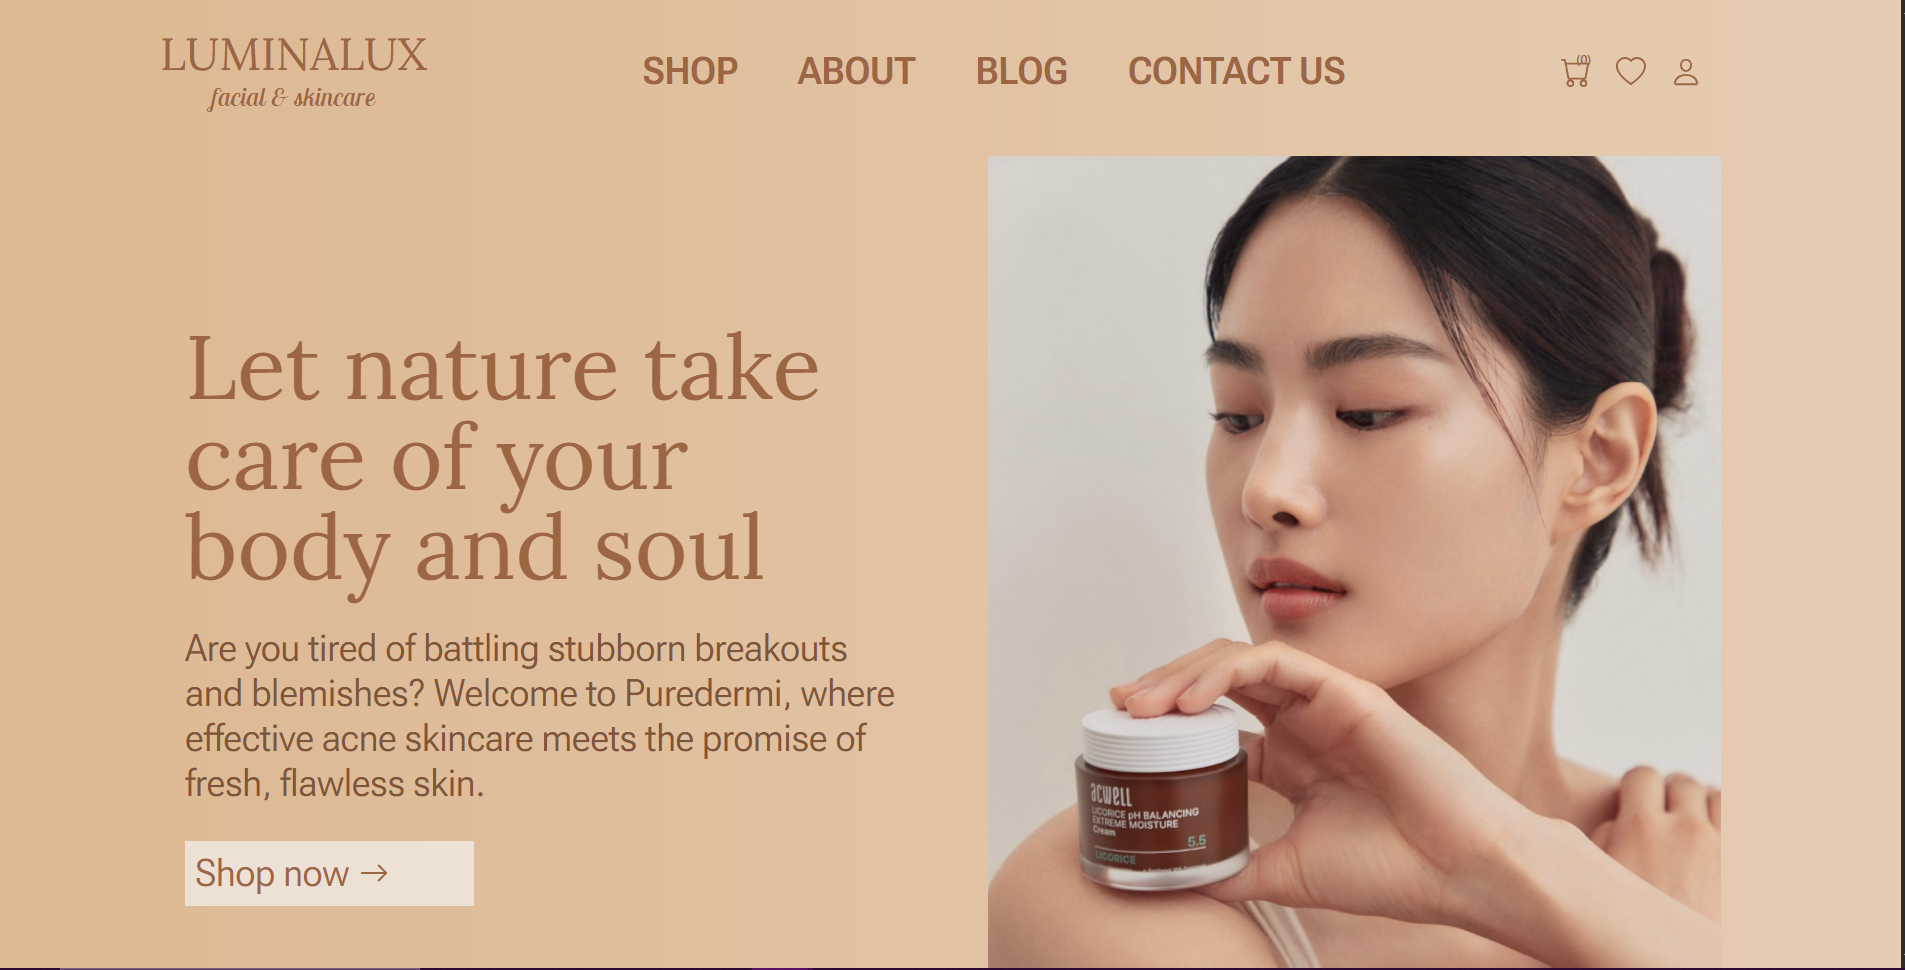 LUMINALUX
facial & skincare
SHOP
ABOUT
BLOG
CONTACT US
(0)
Let nature take
care of your
body and soul
Are you tired of battling stubborn breakouts
and blemishes? Welcome to Puredermi, where
effective acne skincare meets the promise of
fresh, flawless skin.
Shop now →
acwell
LICORICE pH BALANCING
EXTREME MOISTURE
Cream
5.5
LICORICE